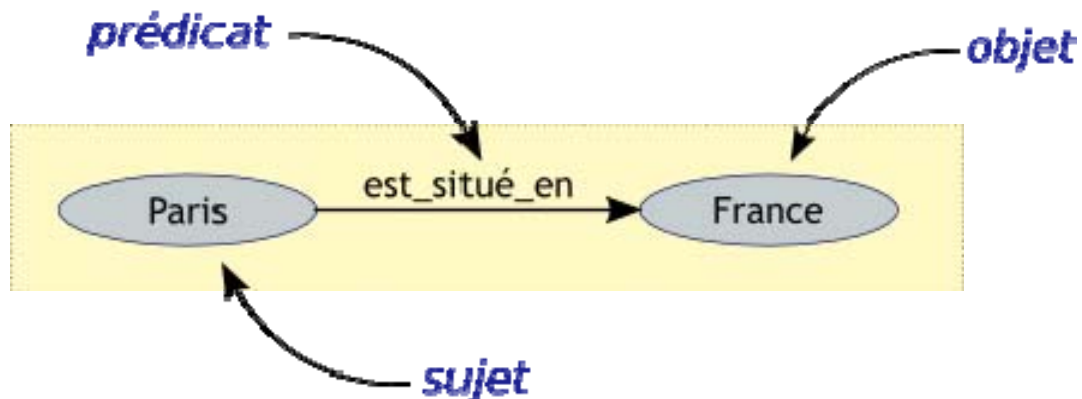 prédicat
objet
est_situé_en
Paris
France
sujet